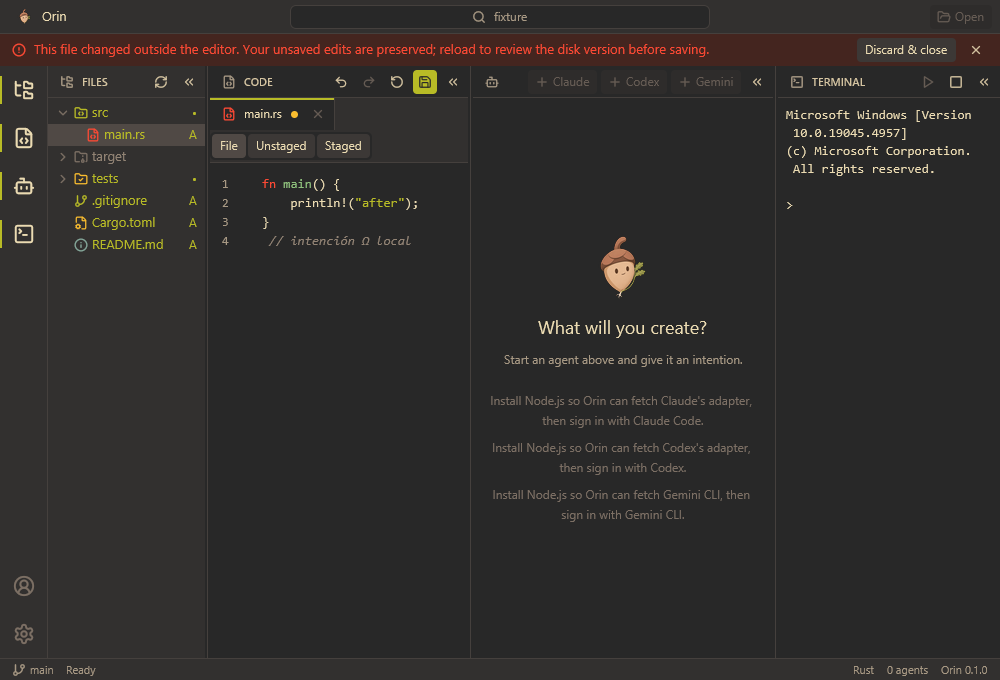 Orin
fixture
Open
This file changed outside the editor. Your unsaved edits are preserved; reload to review the disk version before saving.
Discard & close
FILES
src
main.rs A
target
tests
.gitignore A
Cargo.toml A
README.md A
CODE
main.rs
File Unstaged Staged
1 fn main() {
2 println!("after");
3 }
4 // intención Ω local
+ Claude + Codex + Gemini
What will you create?
Start an agent above and give it an intention.
Install Node.js so Orin can fetch Claude's adapter,
then sign in with Claude Code.
Install Node.js so Orin can fetch Codex's adapter,
then sign in with Codex.
Install Node.js so Orin can fetch Gemini CLI, then
sign in with Gemini CLI.
TERMINAL
Microsoft Windows [Version
10.0.19045.4957]
(c) Microsoft Corporation.
All rights reserved.
>
main Ready
Rust 0 agents Orin 0.1.0